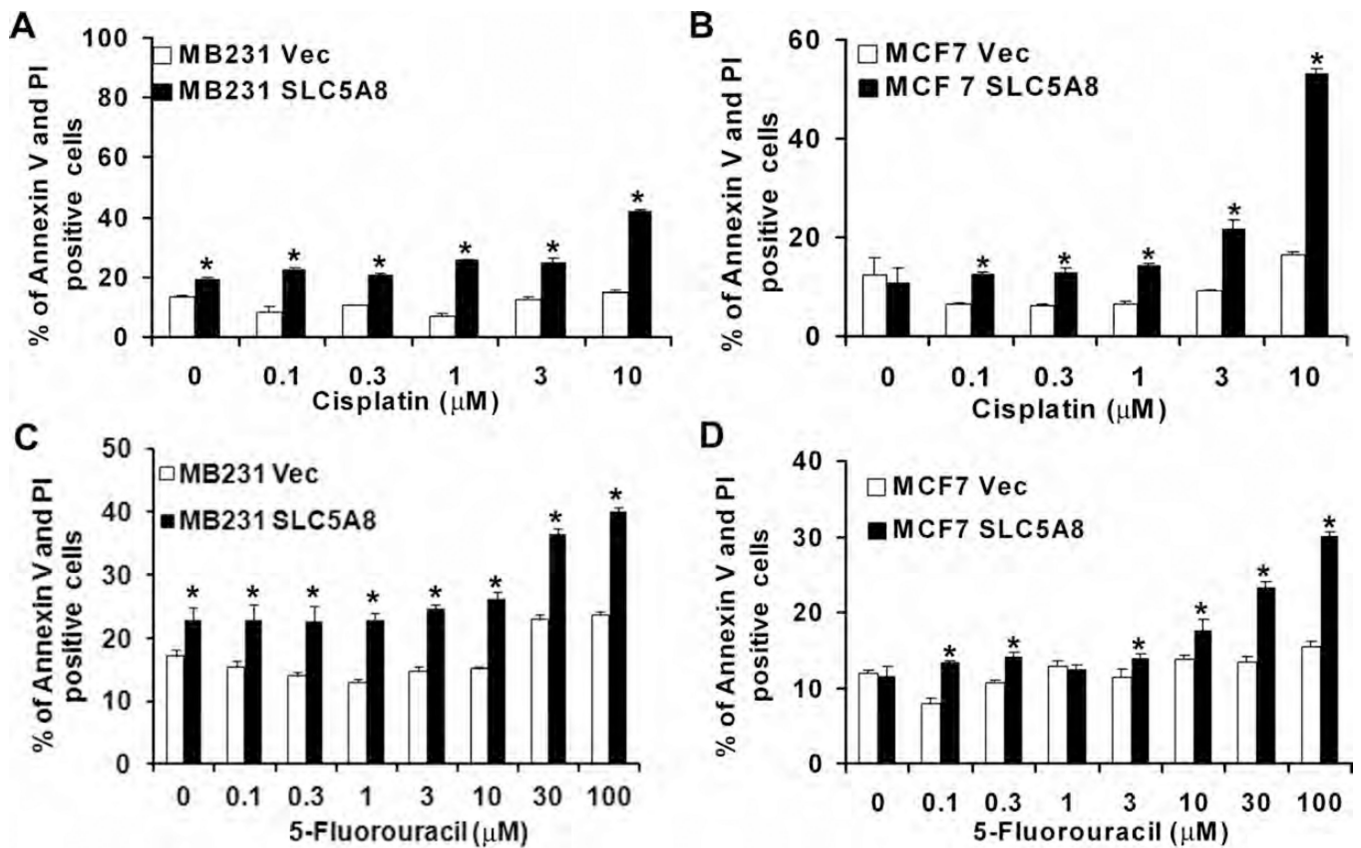 A
100
80
60
40
20
0
% of Annexin V and PI
positive cells
MB231 Vec
MB231 SLC5A8
* * * * * *
0 0.1 0.3 1 3 10
Cisplatin (μM)
B
60
40
20
0
% of Annexin V and PI
positive cells
MCF7 Vec
MCF 7 SLC5A8
* * * * *
0 0.1 0.3 1 3 10
Cisplatin (μM)
C
50
40
30
20
10
0
% of Annexin V and PI
positive cells
MB231 Vec
MB231 SLC5A8
* * * * * * * *
0 0.1 0.3 1 3 10 30 100
5-Fluorouracil (μM)
D
40
30
20
10
0
% of Annexin V and PI
positive cells
MCF7 Vec
MCF7 SLC5A8
* * * * * *
0 0.1 0.3 1 3 10 30 100
5-Fluorouracil (μM)